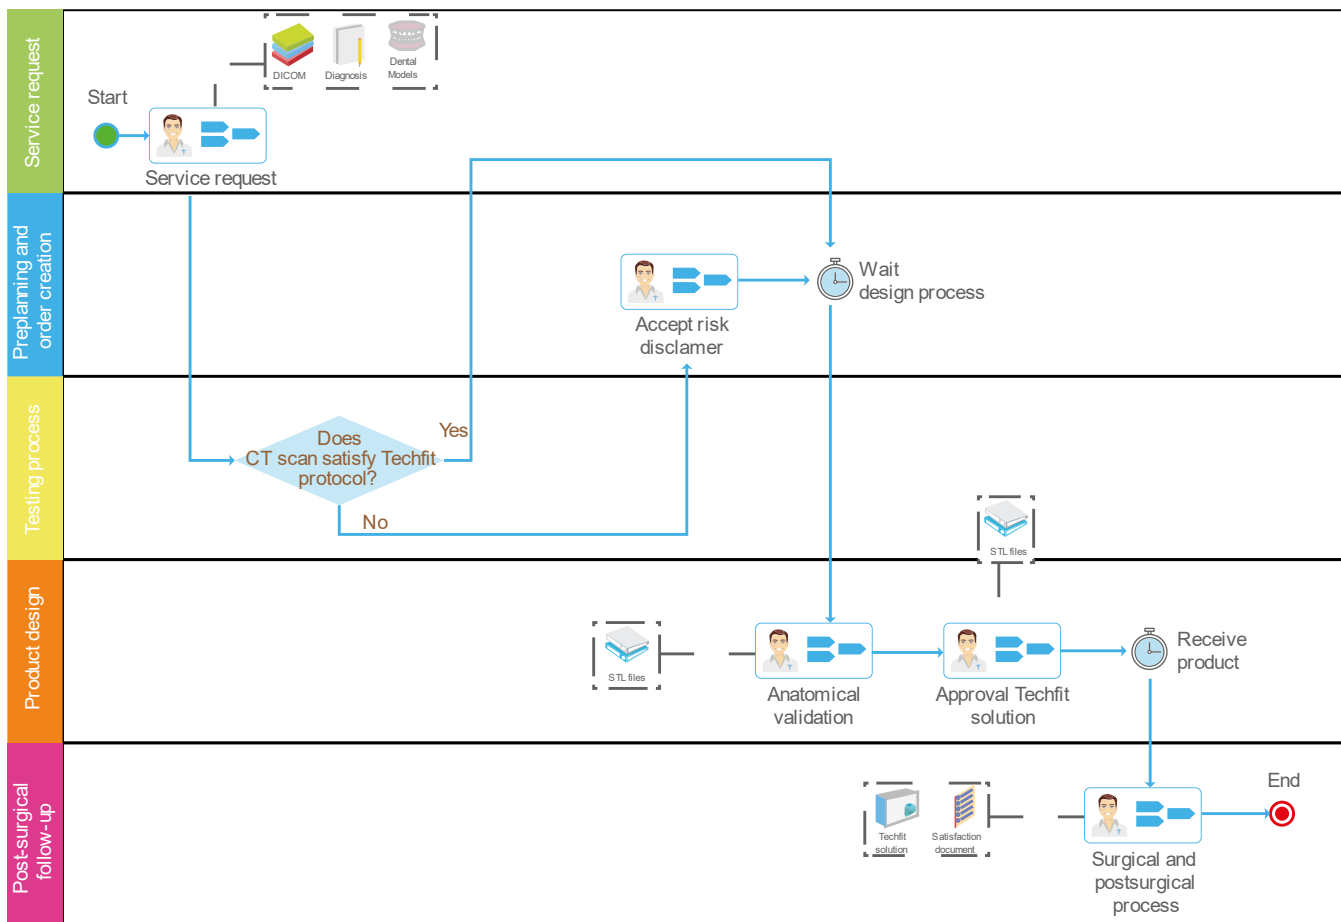 Service request
DICOM
Diagnosis
Dental
Models
Start
Service request
Preplanning and
order creation
Wait
design process
Accept risk
disclamer
Testing process
Does
CT scan satisfy Techfit
protocol?
Yes
No
STL files
Product design
STL files
Anatomical
validation
Approval Techfit
solution
Receive
product
Post-surgical
follow-up
Techfit
solution
Satisfaction
document
Surgical and
postsurgical
process
End